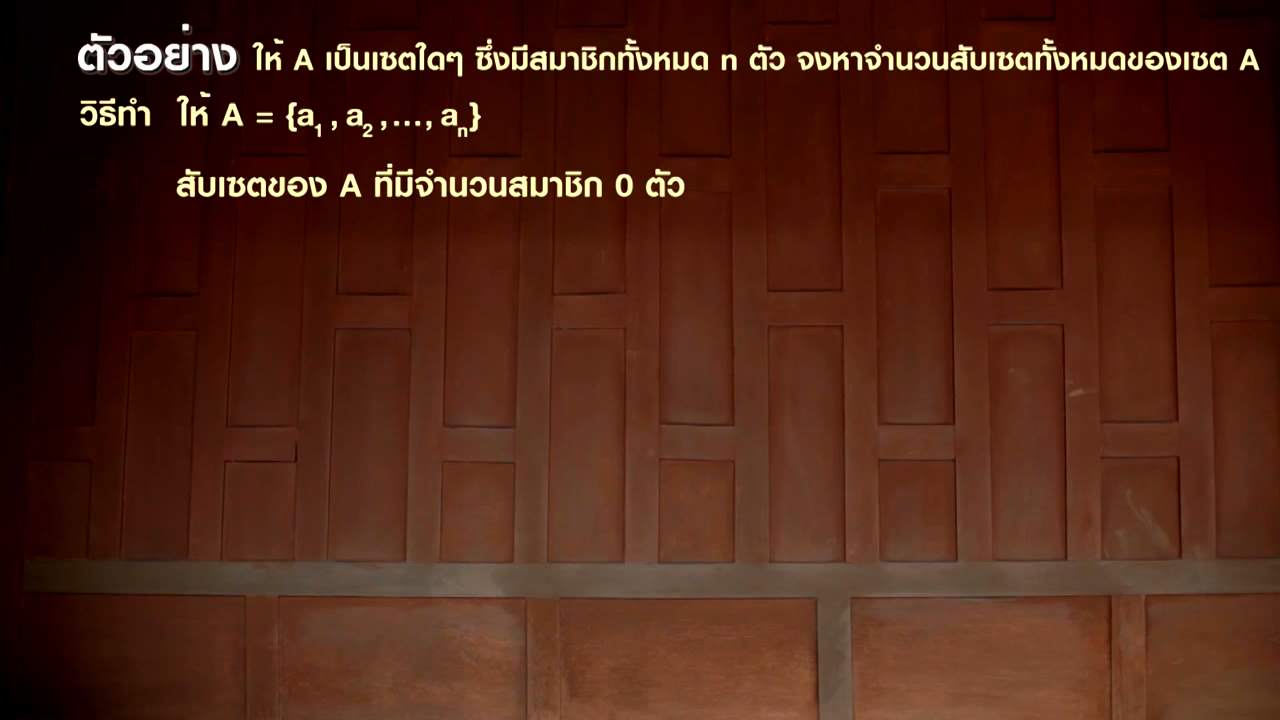 ตัวอย่าง ให้ A เป็นเซตใดๆ ซึ่งมีสมาชิกทั้งหมด n ตัว จงหาจำนวนสับเซตทั้งหมดของเซต A
วิธีทำ ให้ A = {a₁ , a₂ ,..., aₙ}
สับเซตของ A ที่มีจำนวนสมาชิก 0 ตัว